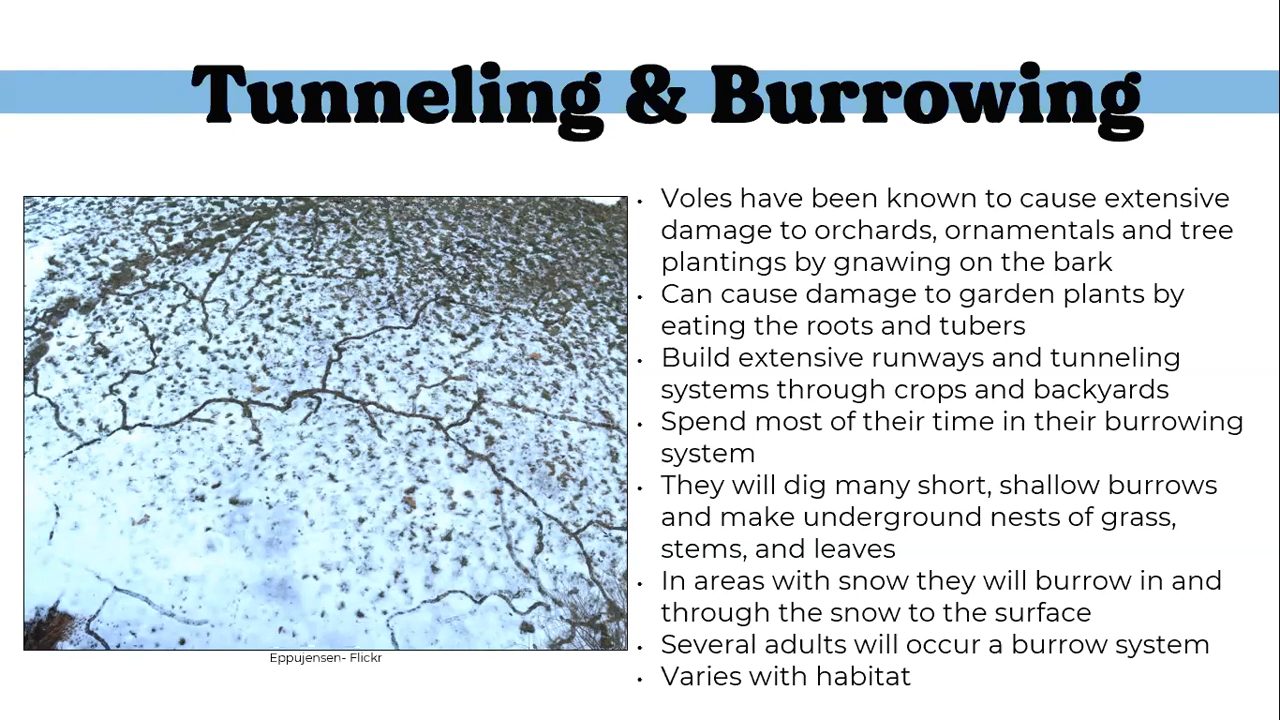 Tunneling & Burrowing
• Voles have been known to cause extensive
damage to orchards, ornamentals and tree
plantings by gnawing on the bark
• Can cause damage to garden plants by
eating the roots and tubers
• Build extensive runways and tunneling
systems through crops and backyards
• Spend most of their time in their burrowing
system
• They will dig many short, shallow burrows
and make underground nests of grass,
stems, and leaves
• In areas with snow they will burrow in and
through the snow to the surface
• Several adults will occur a burrow system
• Varies with habitat
Eppujensen- Flickr